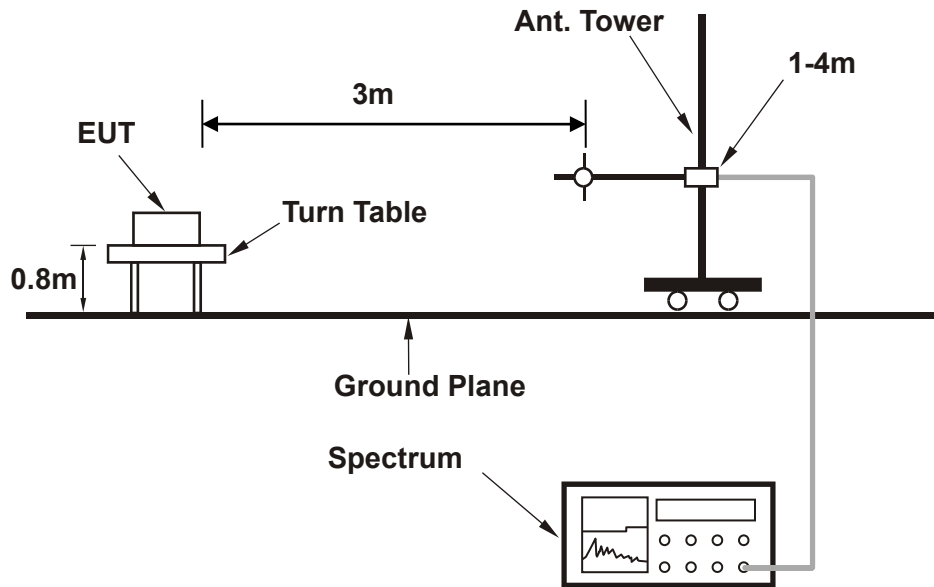 Ant. Tower
1-4m
3m
EUT
Turn Table
0.8m
Ground Plane
Spectrum